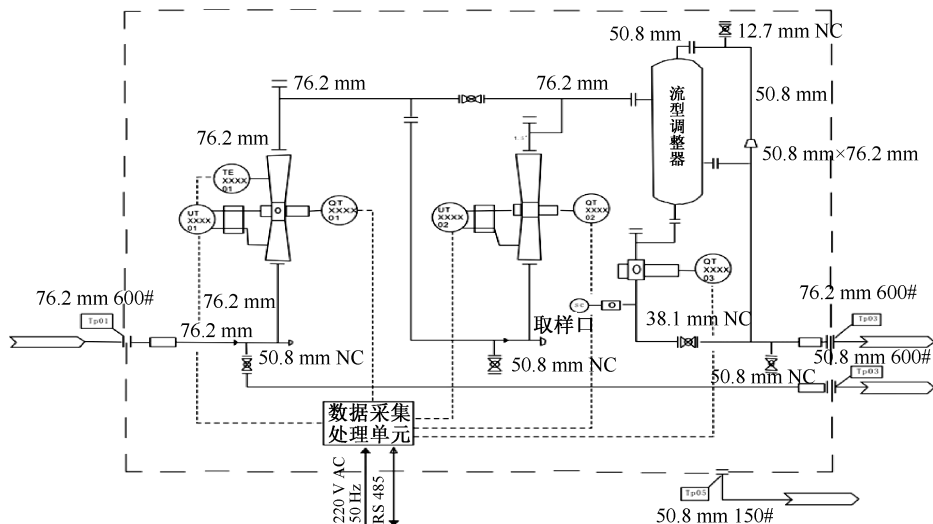 50.8 mm
12.7 mm NC
76.2 mm
76.2 mm
50.8 mm
流型调整器
76.2 mm
50.8 mm×76.2 mm
TE
XXXX
01
UT
XXXX
01
QT
XXXX
01
UT
XXXX
02
QT
XXXX
02
QT
XXXX
03
76.2 mm 600#
Tp01
76.2 mm
76.2 mm
50.8 mm NC
SC
取样口
50.8 mm NC
38.1 mm NC
76.2 mm 600#
Tp03
50.8 mm 600#
50.8 mm NC
Tp03
数据采集
处理单元
220 V AC
50 Hz
RS 485
Tp05
50.8 mm 150#